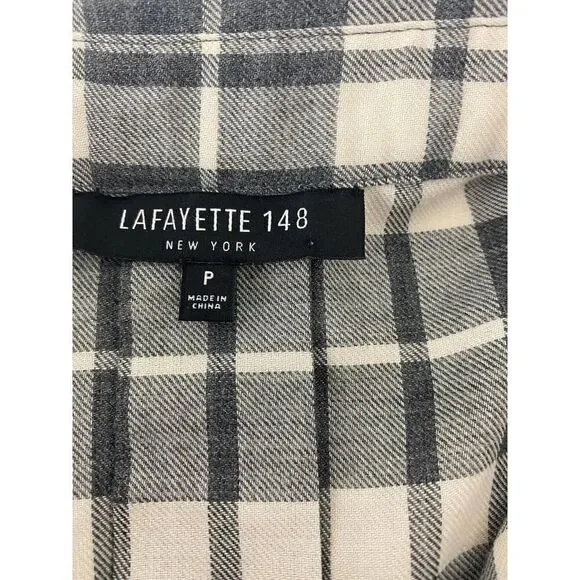 LAFAYETTE 148
NEW YORK
P
MADE IN
CHINA